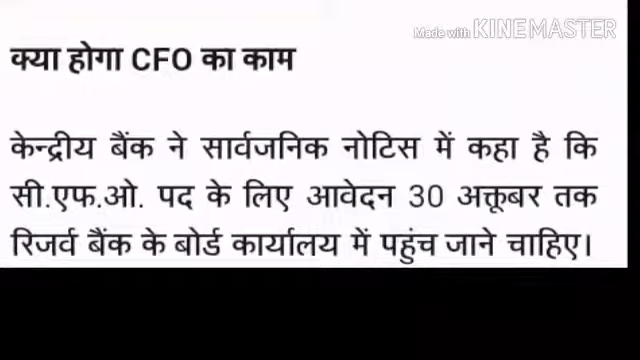 Made with KINEMASTER
क्या होगा CFO का काम
केन्द्रीय बैंक ने सार्वजनिक नोटिस में कहा है कि
सी.एफ.ओ. पद के लिए आवेदन 30 अक्तूबर तक
रिजर्व बैंक के बोर्ड कार्यालय में पहुंच जाने चाहिए।